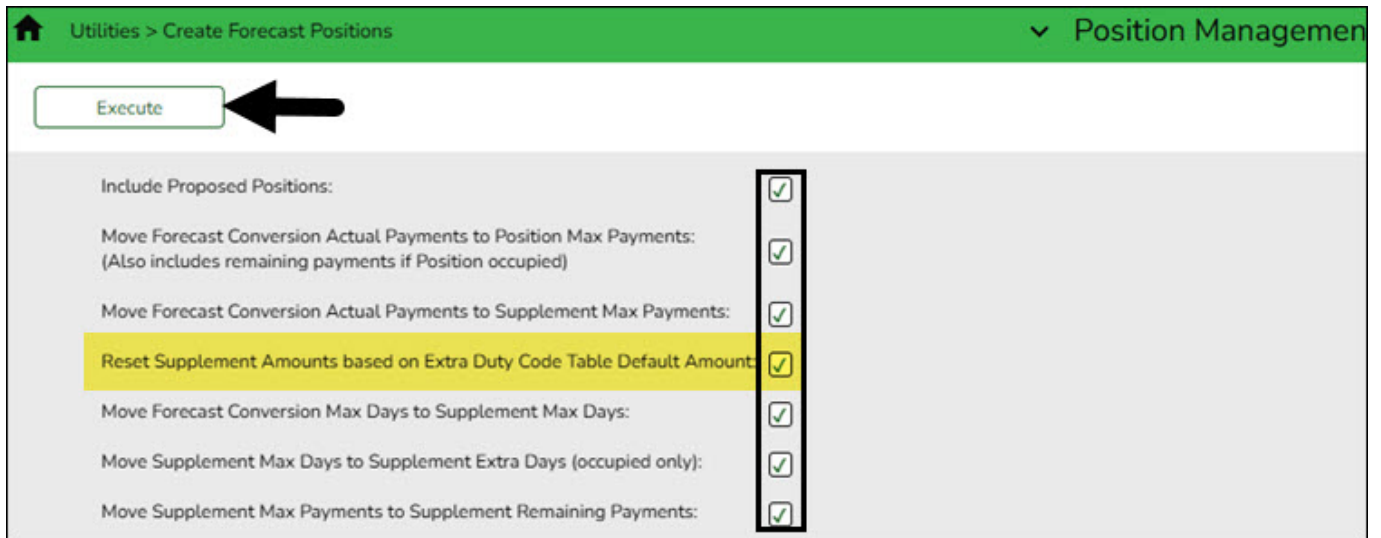 Utilities > Create Forecast Positions
Position Managemen
Execute
Include Proposed Positions:
Move Forecast Conversion Actual Payments to Position Max Payments:
(Also includes remaining payments if Position occupied)
Move Forecast Conversion Actual Payments to Supplement Max Payments:
Reset Supplement Amounts based on Extra Duty Code Table Default Amount:
Move Forecast Conversion Max Days to Supplement Max Days:
Move Supplement Max Days to Supplement Extra Days (occupied only):
Move Supplement Max Payments to Supplement Remaining Payments: